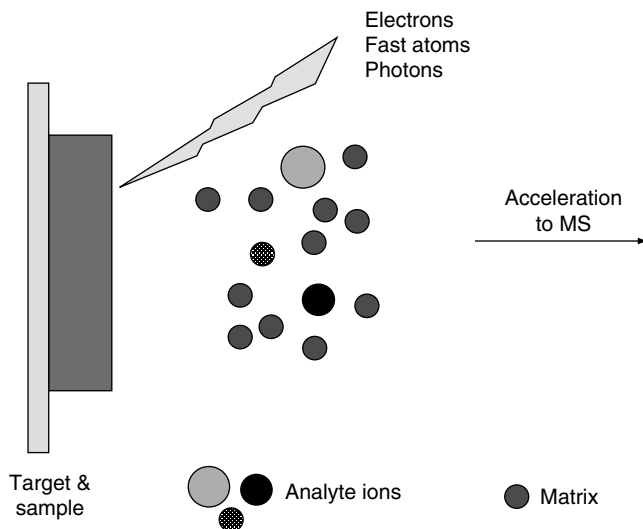 Electrons
Fast atoms
Photons
Acceleration
to MS
Target &
sample
Analyte ions
Matrix